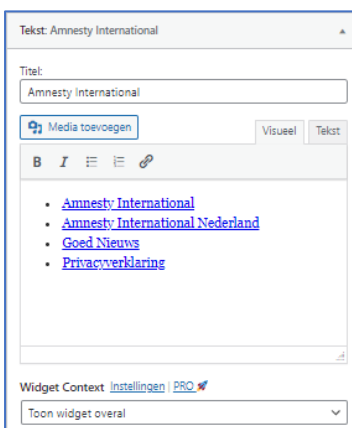 Tekst: Amnesty International
Titel:
Amnesty International
Media toevoegen
Visueel Tekst
B I
Amnesty International
Amnesty International Nederland
Goed Nieuws
Privacyverklaring
Widget Context Instellingen | PRO
Toon widget overal